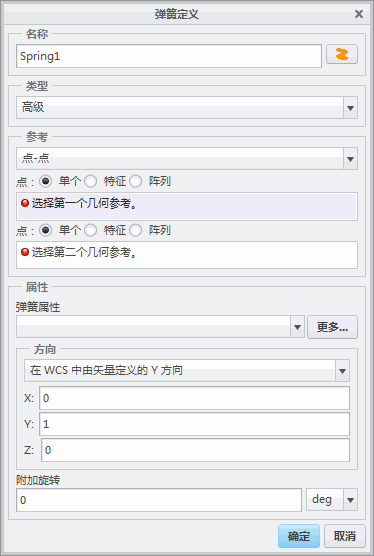 弹簧定义
名称
Spring1
类型
高级
参考
点-点
点： 单个 特征 阵列
选择第一个几何参考。
点： 单个 特征 阵列
选择第二个几何参考。
属性
弹簧属性
更多...
方向
在 WCS 中由矢量定义的 Y 方向
X: 0
Y: 1
Z: 0
附加旋转
0 deg
确定 取消